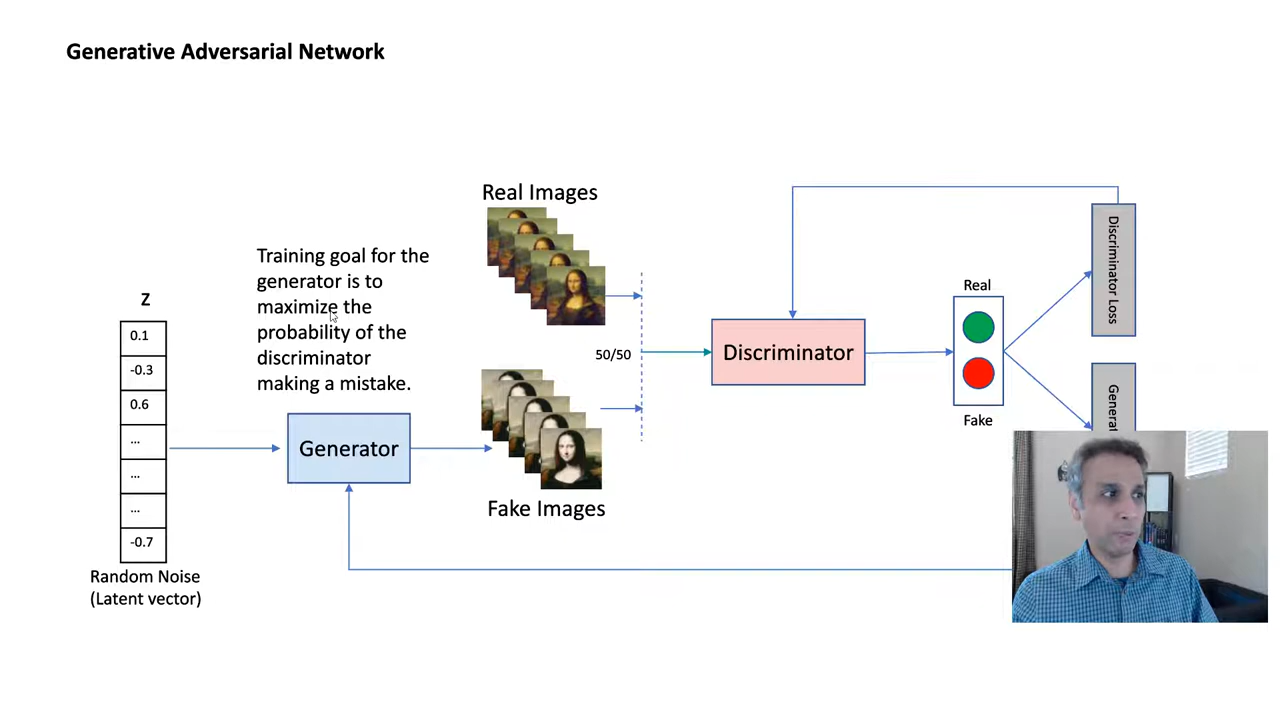 Generative Adversarial Network
Real Images
Training goal for the
generator is to
maximize the
probability of the
discriminator
making a mistake.
Z
0.1
-0.3
0.6
...
...
...
-0.7
Random Noise
(Latent vector)
Generator
Fake Images
50/50
Discriminator
Real
Fake
Discriminator Loss